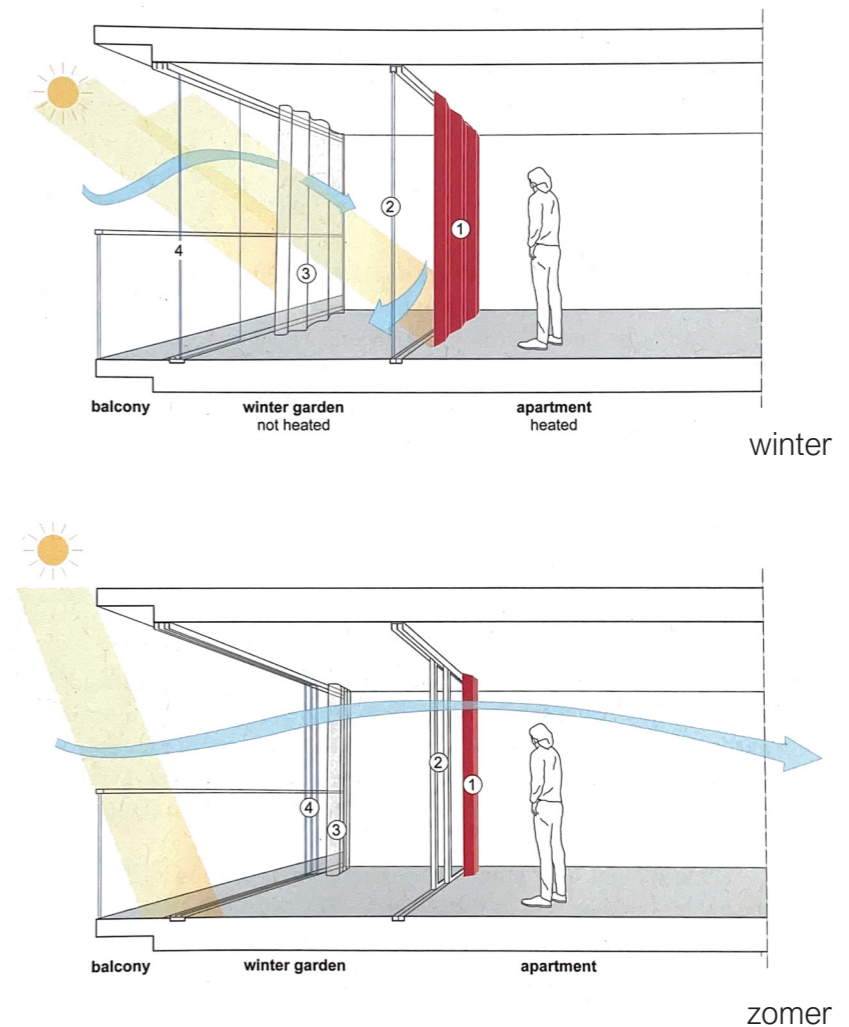 4
3
2
1
balcony
winter garden
not heated
apartment
heated
winter
4
3
2
1
balcony
winter garden
apartment
zomer